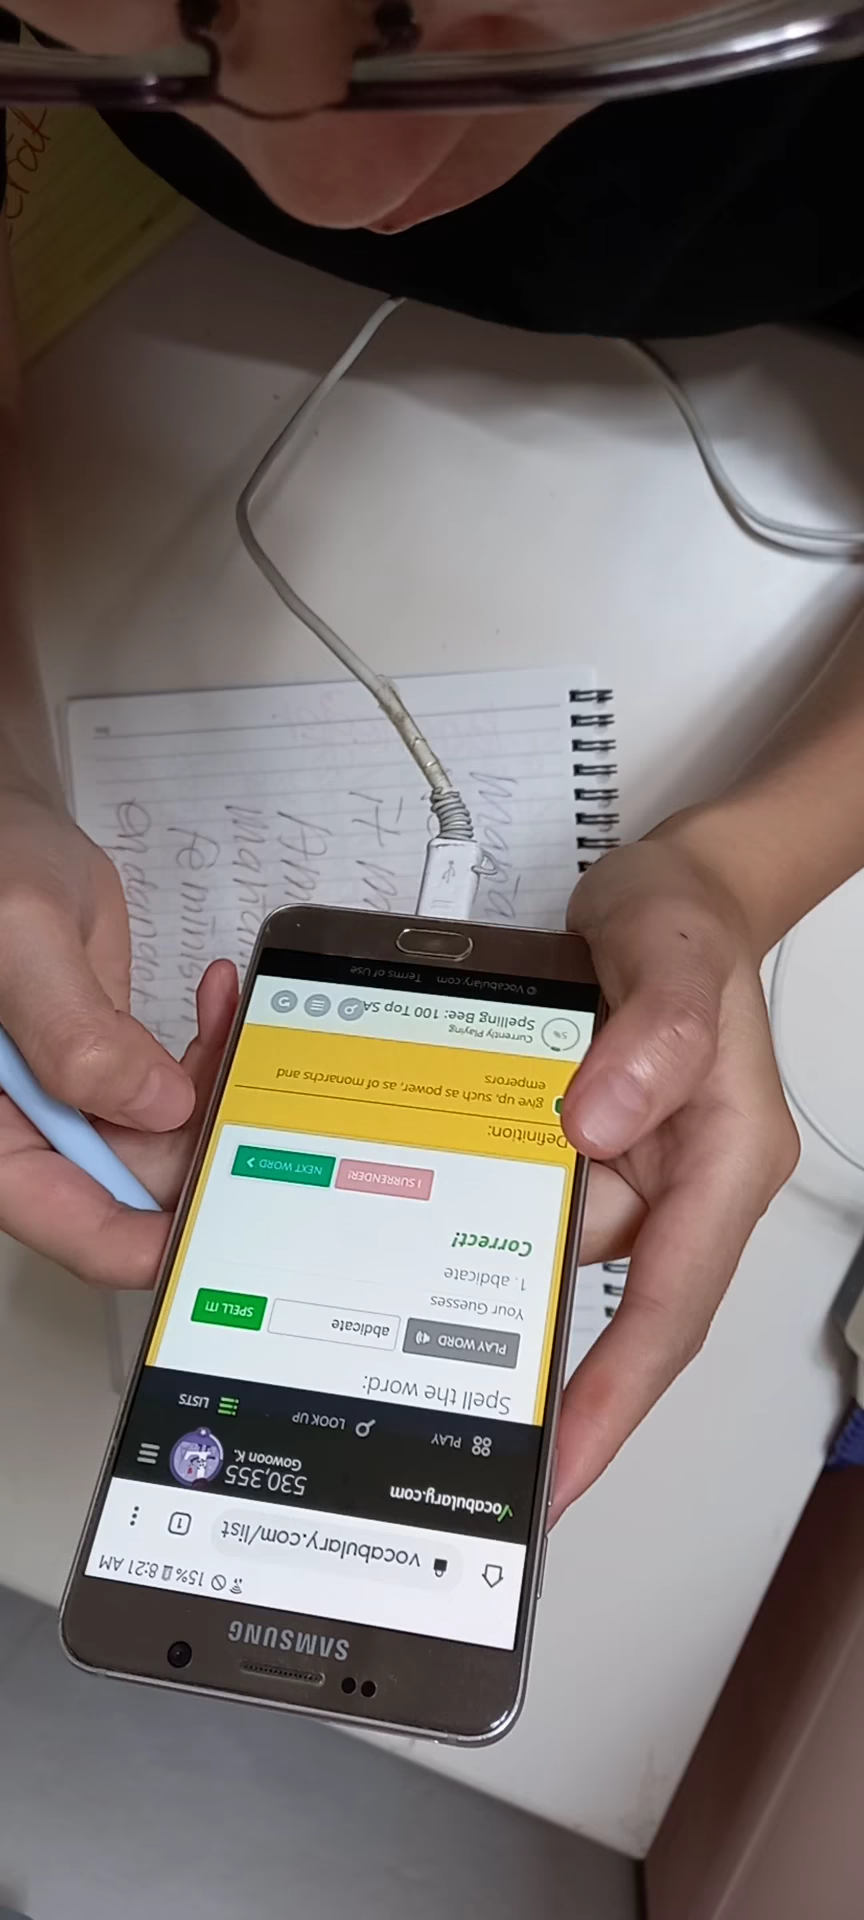 SAMSUNG
15% 8:21 AM
vocabulary.com/list
1
Vocabulary.com
530,355
Gowoon K.
PLAY
LOOK UP
LISTS
Spell the word:
PLAY WORD
abdicate
SPELL IT!
Your Guesses
1. abdicate
Correct!
I SURRENDER!
NEXT WORD
Definition:
give up, such as power, as of monarchs and
emperors
5%
Currently Playing
Spelling Bee: 100 Top SA
© Vocabulary.com Terms of Use